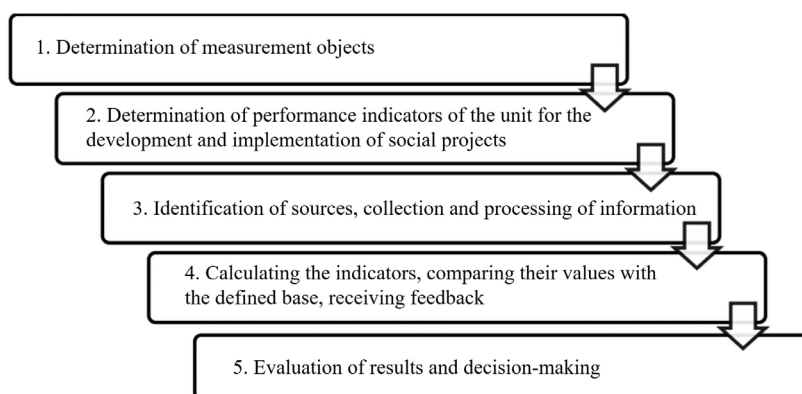 1. Determination of measurement objects
2. Determination of performance indicators of the unit for the
development and implementation of social projects
3. Identification of sources, collection and processing of information
4. Calculating the indicators, comparing their values with
the defined base, receiving feedback
5. Evaluation of results and decision-making